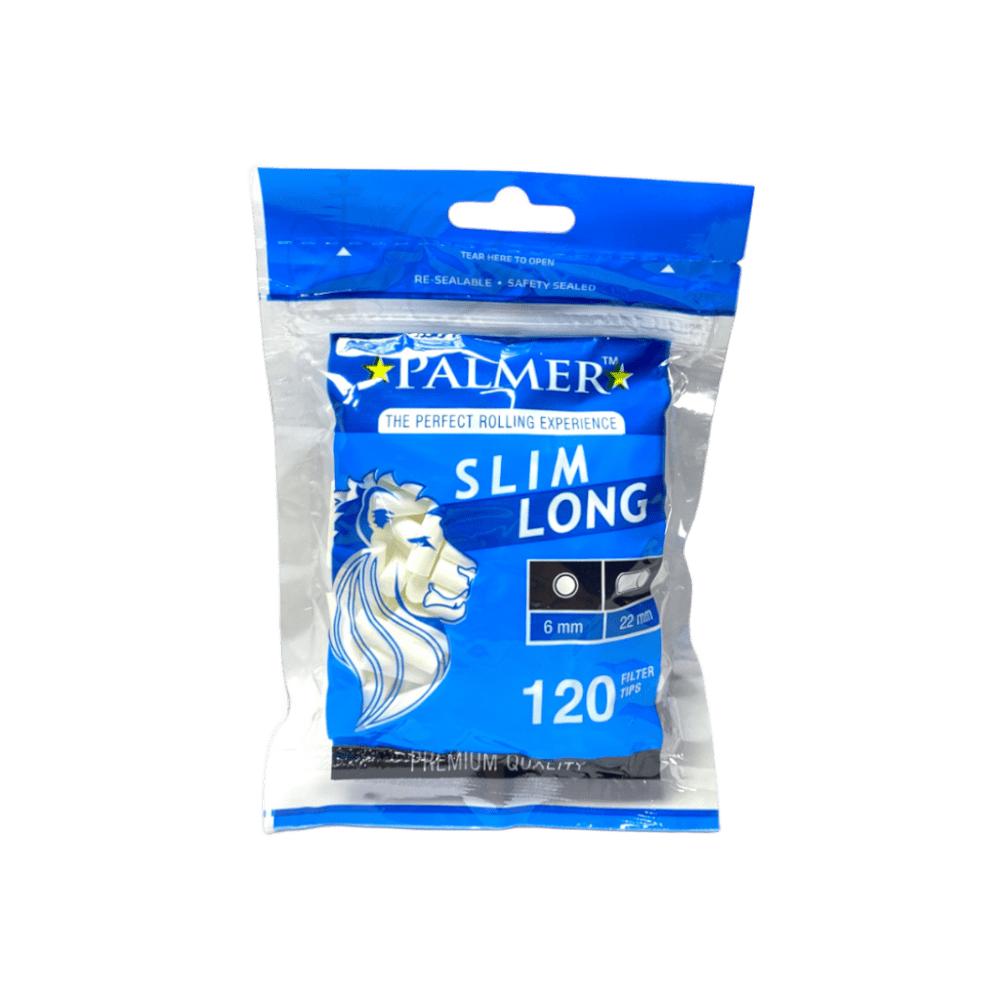 TEAR HERE TO OPEN
RE-SEALABLE • SAFETY SEALED
PALMER™
THE PERFECT ROLLING EXPERIENCE
SLIM
LONG
6 mm 22 mm
120 FILTER
TIPS
PREMIUM QUALITY